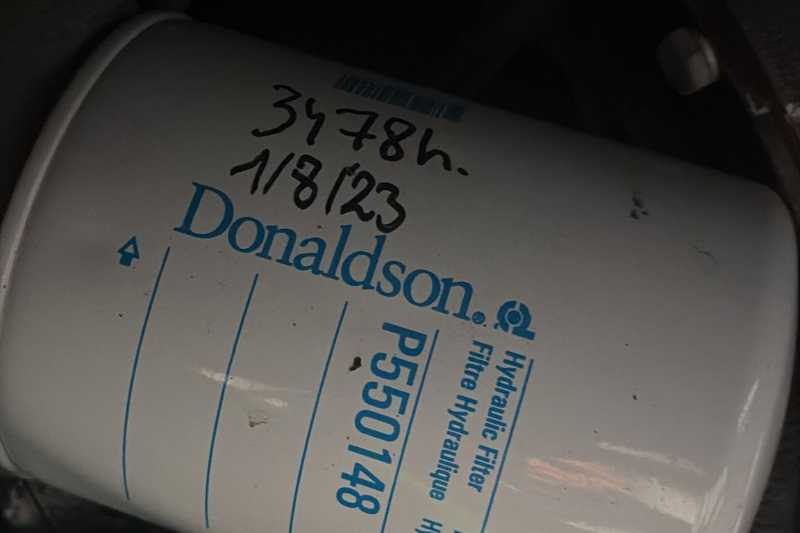 3478h.
1/8/23
Donaldson®
P550148
Hydraulic Filter
Filtre Hydraulique